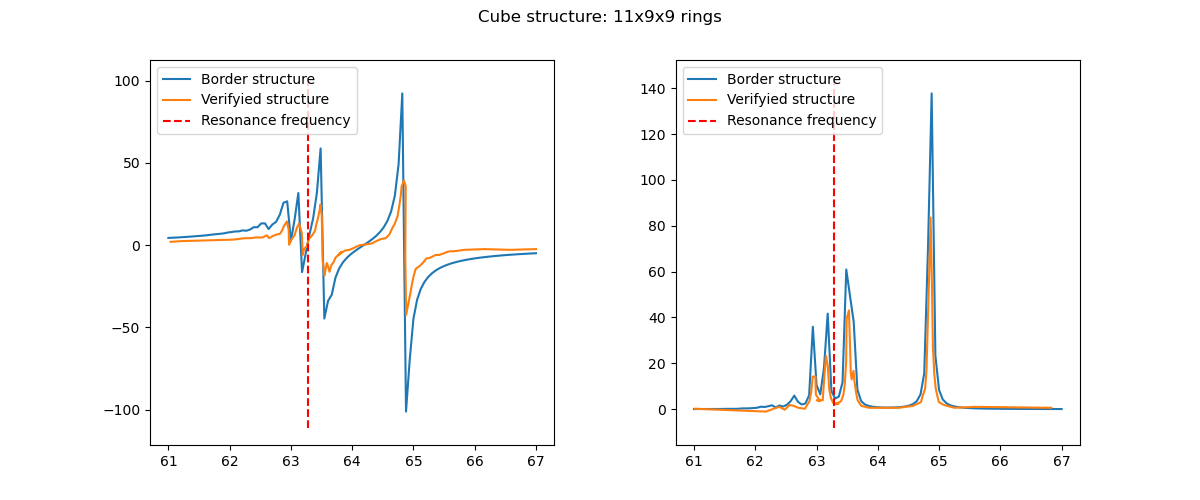 Cube structure: 11x9x9 rings
Border structure
Verifyied structure
Resonance frequency
100
50
0
−50
−100
61 62 63 64 65 66 67
Border structure
Verifyied structure
Resonance frequency
140
120
100
80
60
40
20
0
61 62 63 64 65 66 67